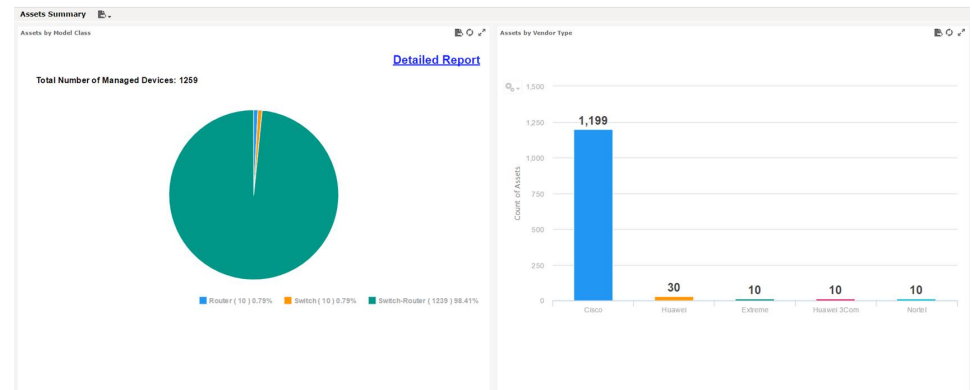 Assets Summary
Assets by Model Class
Detailed Report
Total Number of Managed Devices: 1259
Router ( 10 ) 0.79%
Switch ( 10 ) 0.79%
Switch-Router ( 1239 ) 98.41%
Assets by Vendor Type
1,500
1,250
1,000
750
500
250
0
Count of Assets
1,199
30
10
10
10
Cisco
Huawei
Extreme
Huawei 3Com
Nortel